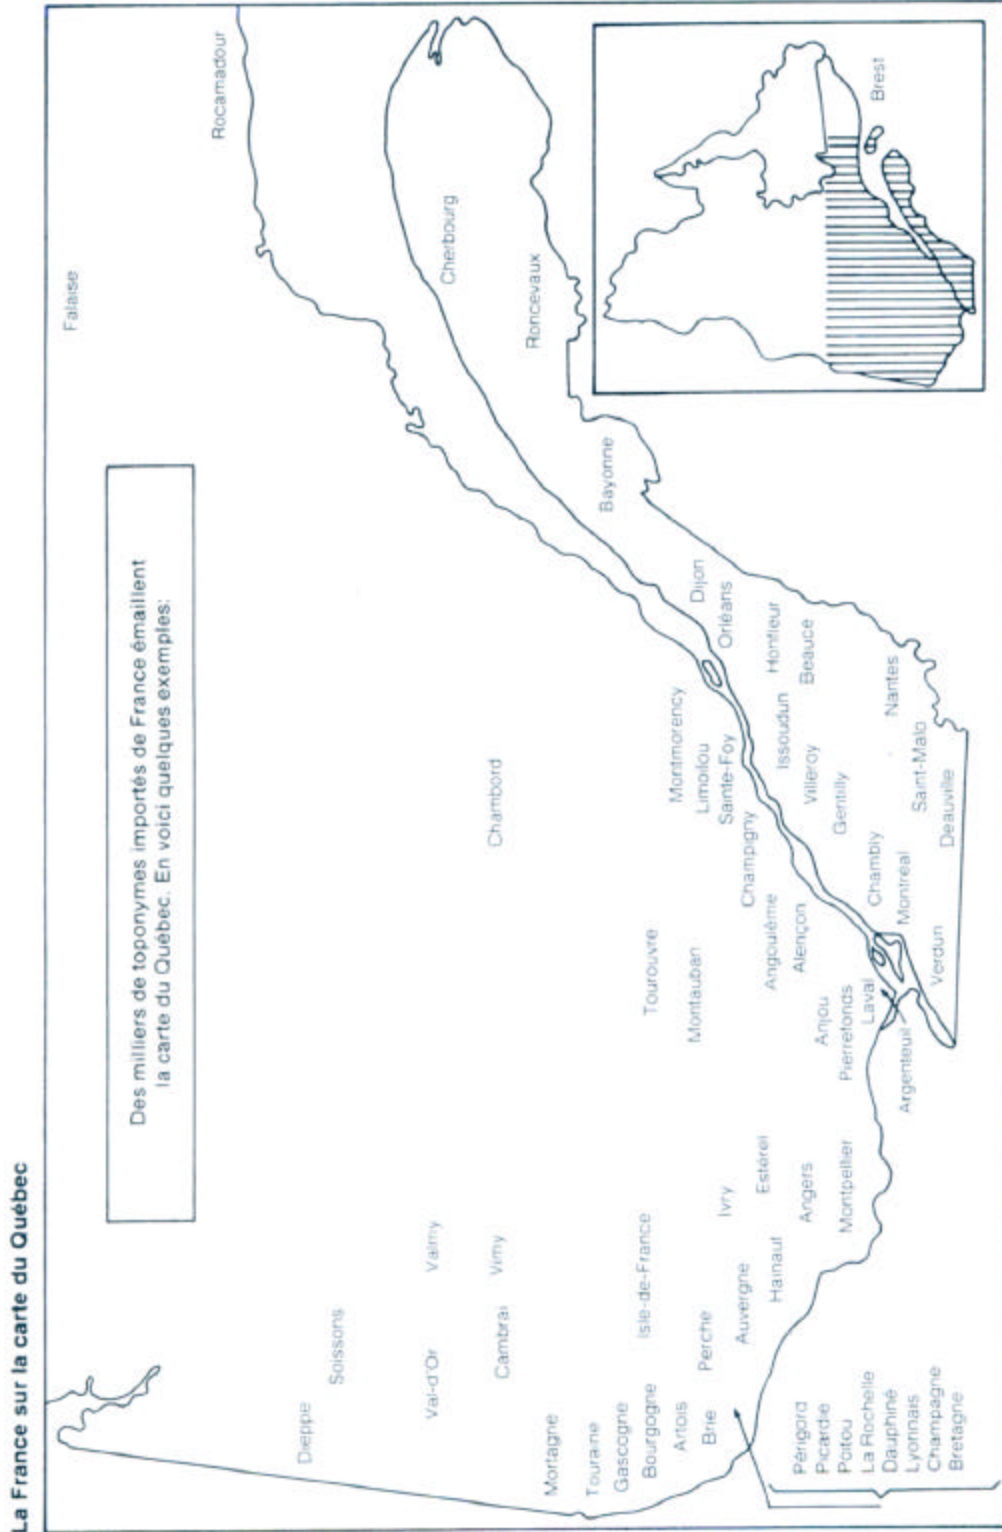 La France sur la carte du Québec
Des milliers de toponymes importés de France émaillent
la carte du Québec. En voici quelques exemples:
Falaise
Rocamadour
Cherbourg
Roncevaux
Bayonne
Brest
Dieppe
Soissons
Val-d'Or
Valmy
Cambrai
Vimy
Chambord
Mortagne
Touraine
Gascogne
Bourgogne
Isle-de-France
Artois
Brie
Perche
Auvergne
Ivry
Hainaut
Estérel
Angers
Montpellier
Tourouvre
Montauban
Montmorency
Limoilou
Sainte-Foy
Champigny
Angoulême
Alençon
Anjou
Pierrefonds
Laval
Argenteuil
Dijon
Orléans
Honfleur
Beauce
Issoudun
Villeroy
Gentilly
Nantes
Saint-Malo
Deauville
Chambly
Montréal
Verdun
Périgord
Picardie
Poitou
La Rochelle
Dauphiné
Lyonnais
Champagne
Bretagne